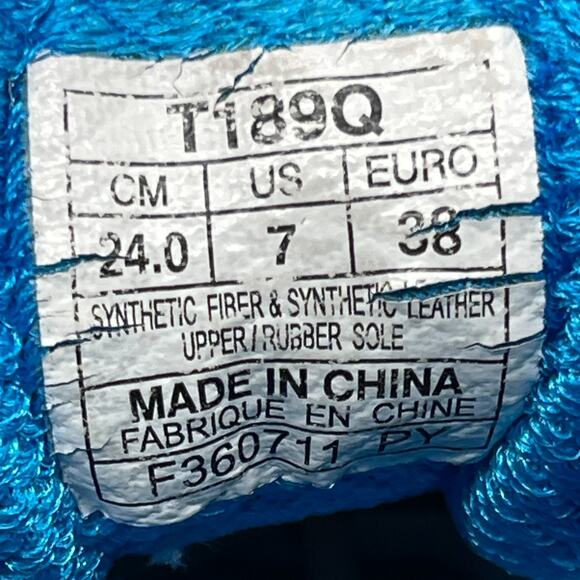 T189Q
CM US EURO
24.0 7 38
SYNTHETIC FIBER & SYNTHETIC LEATHER
UPPER / RUBBER SOLE
MADE IN CHINA
FABRIQUE EN CHINE
F360711 PY